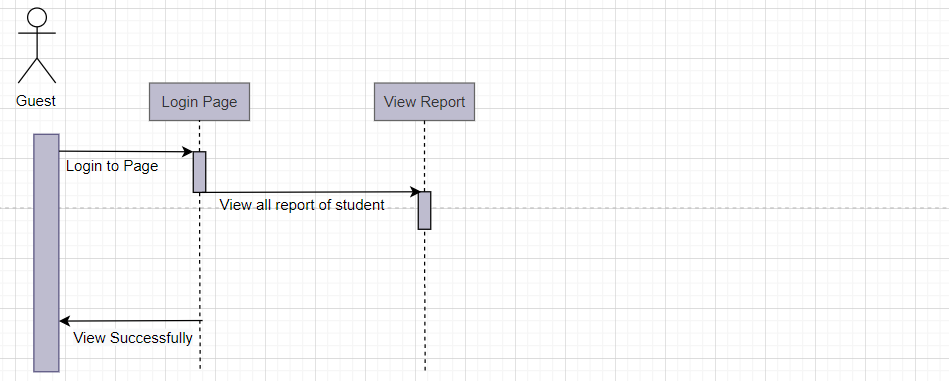 Guest
Login Page
View Report
Login to Page
View all report of student
View Successfully